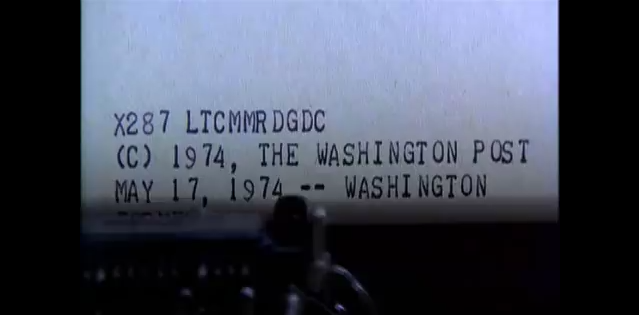 X287 LTCMMRDGDC
(C) 1974, THE WASHINGTON POST
MAY 17, 1974 -- WASHINGTON